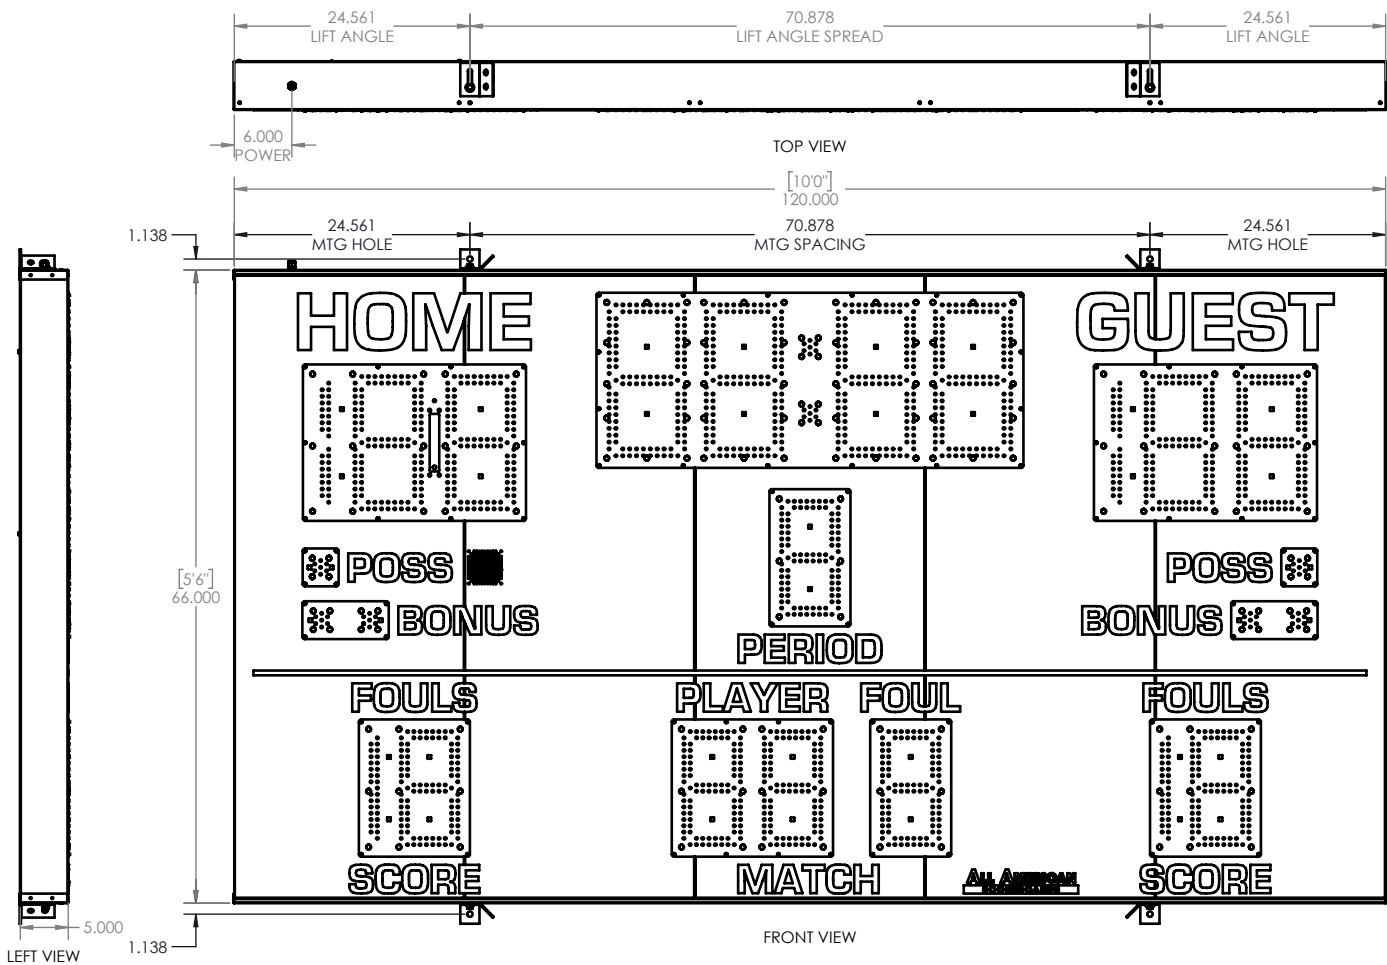 24.561
LIFT ANGLE
70.878
LIFT ANGLE SPREAD
24.561
LIFT ANGLE
6.000
POWER
TOP VIEW
[10'0"]
120.000
1.138
24.561
MTG HOLE
70.878
MTG SPACING
24.561
MTG HOLE
HOME
GUEST
[5'6"]
66.000
POSS
POSS
BONUS
BONUS
PERIOD
FOULS
PLAYER
FOUL
FOULS
SCORE
MATCH
ALL AMERICAN
SCORE
5.000
1.138
LEFT VIEW
FRONT VIEW